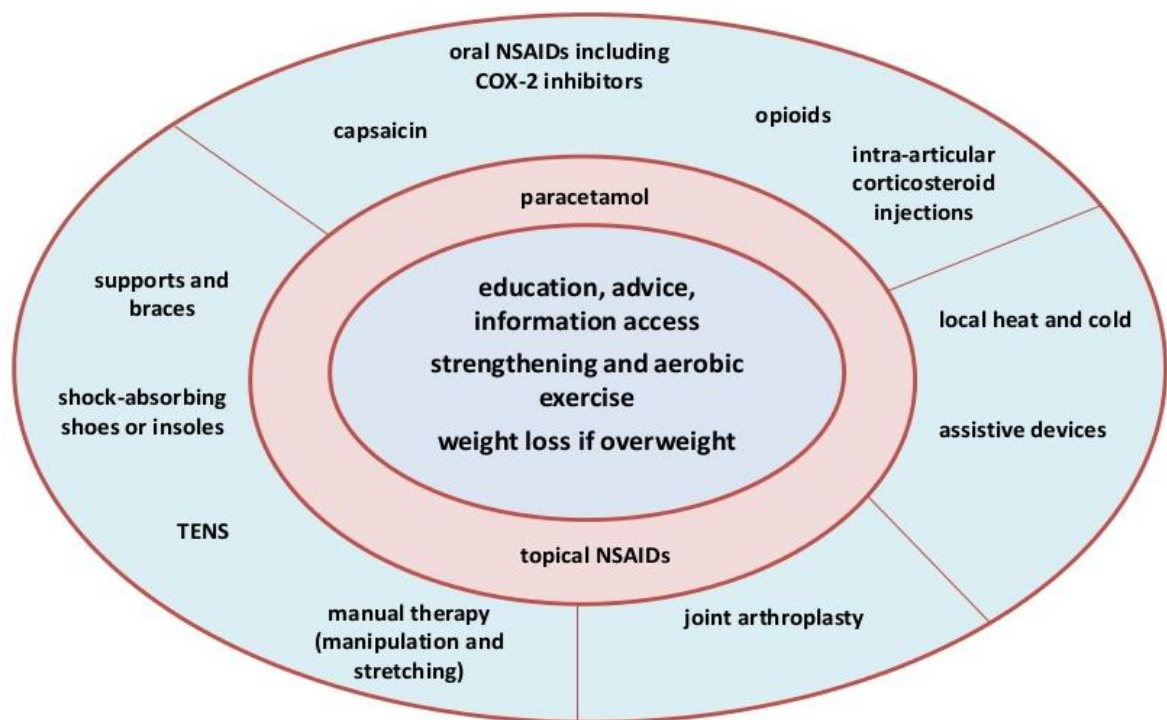 oral NSAIDs including
COX-2 inhibitors
capsaicin
opioids
intra-articular
corticosteroid
injections
paracetamol
supports and
braces
education, advice,
information access
local heat and cold
strengthening and aerobic
exercise
shock-absorbing
shoes or insoles
weight loss if overweight
assistive devices
TENS
topical NSAIDs
manual therapy
(manipulation and
stretching)
joint arthroplasty